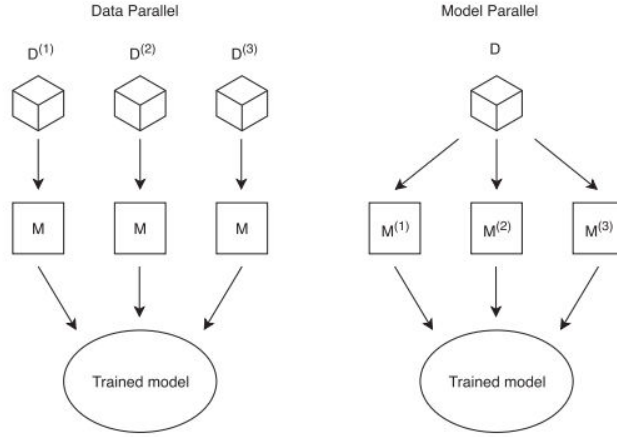 Data Parallel
Model Parallel
D(1)
D(2)
D(3)
D
M
M
M
M(1)
M(2)
M(3)
Trained model
Trained model